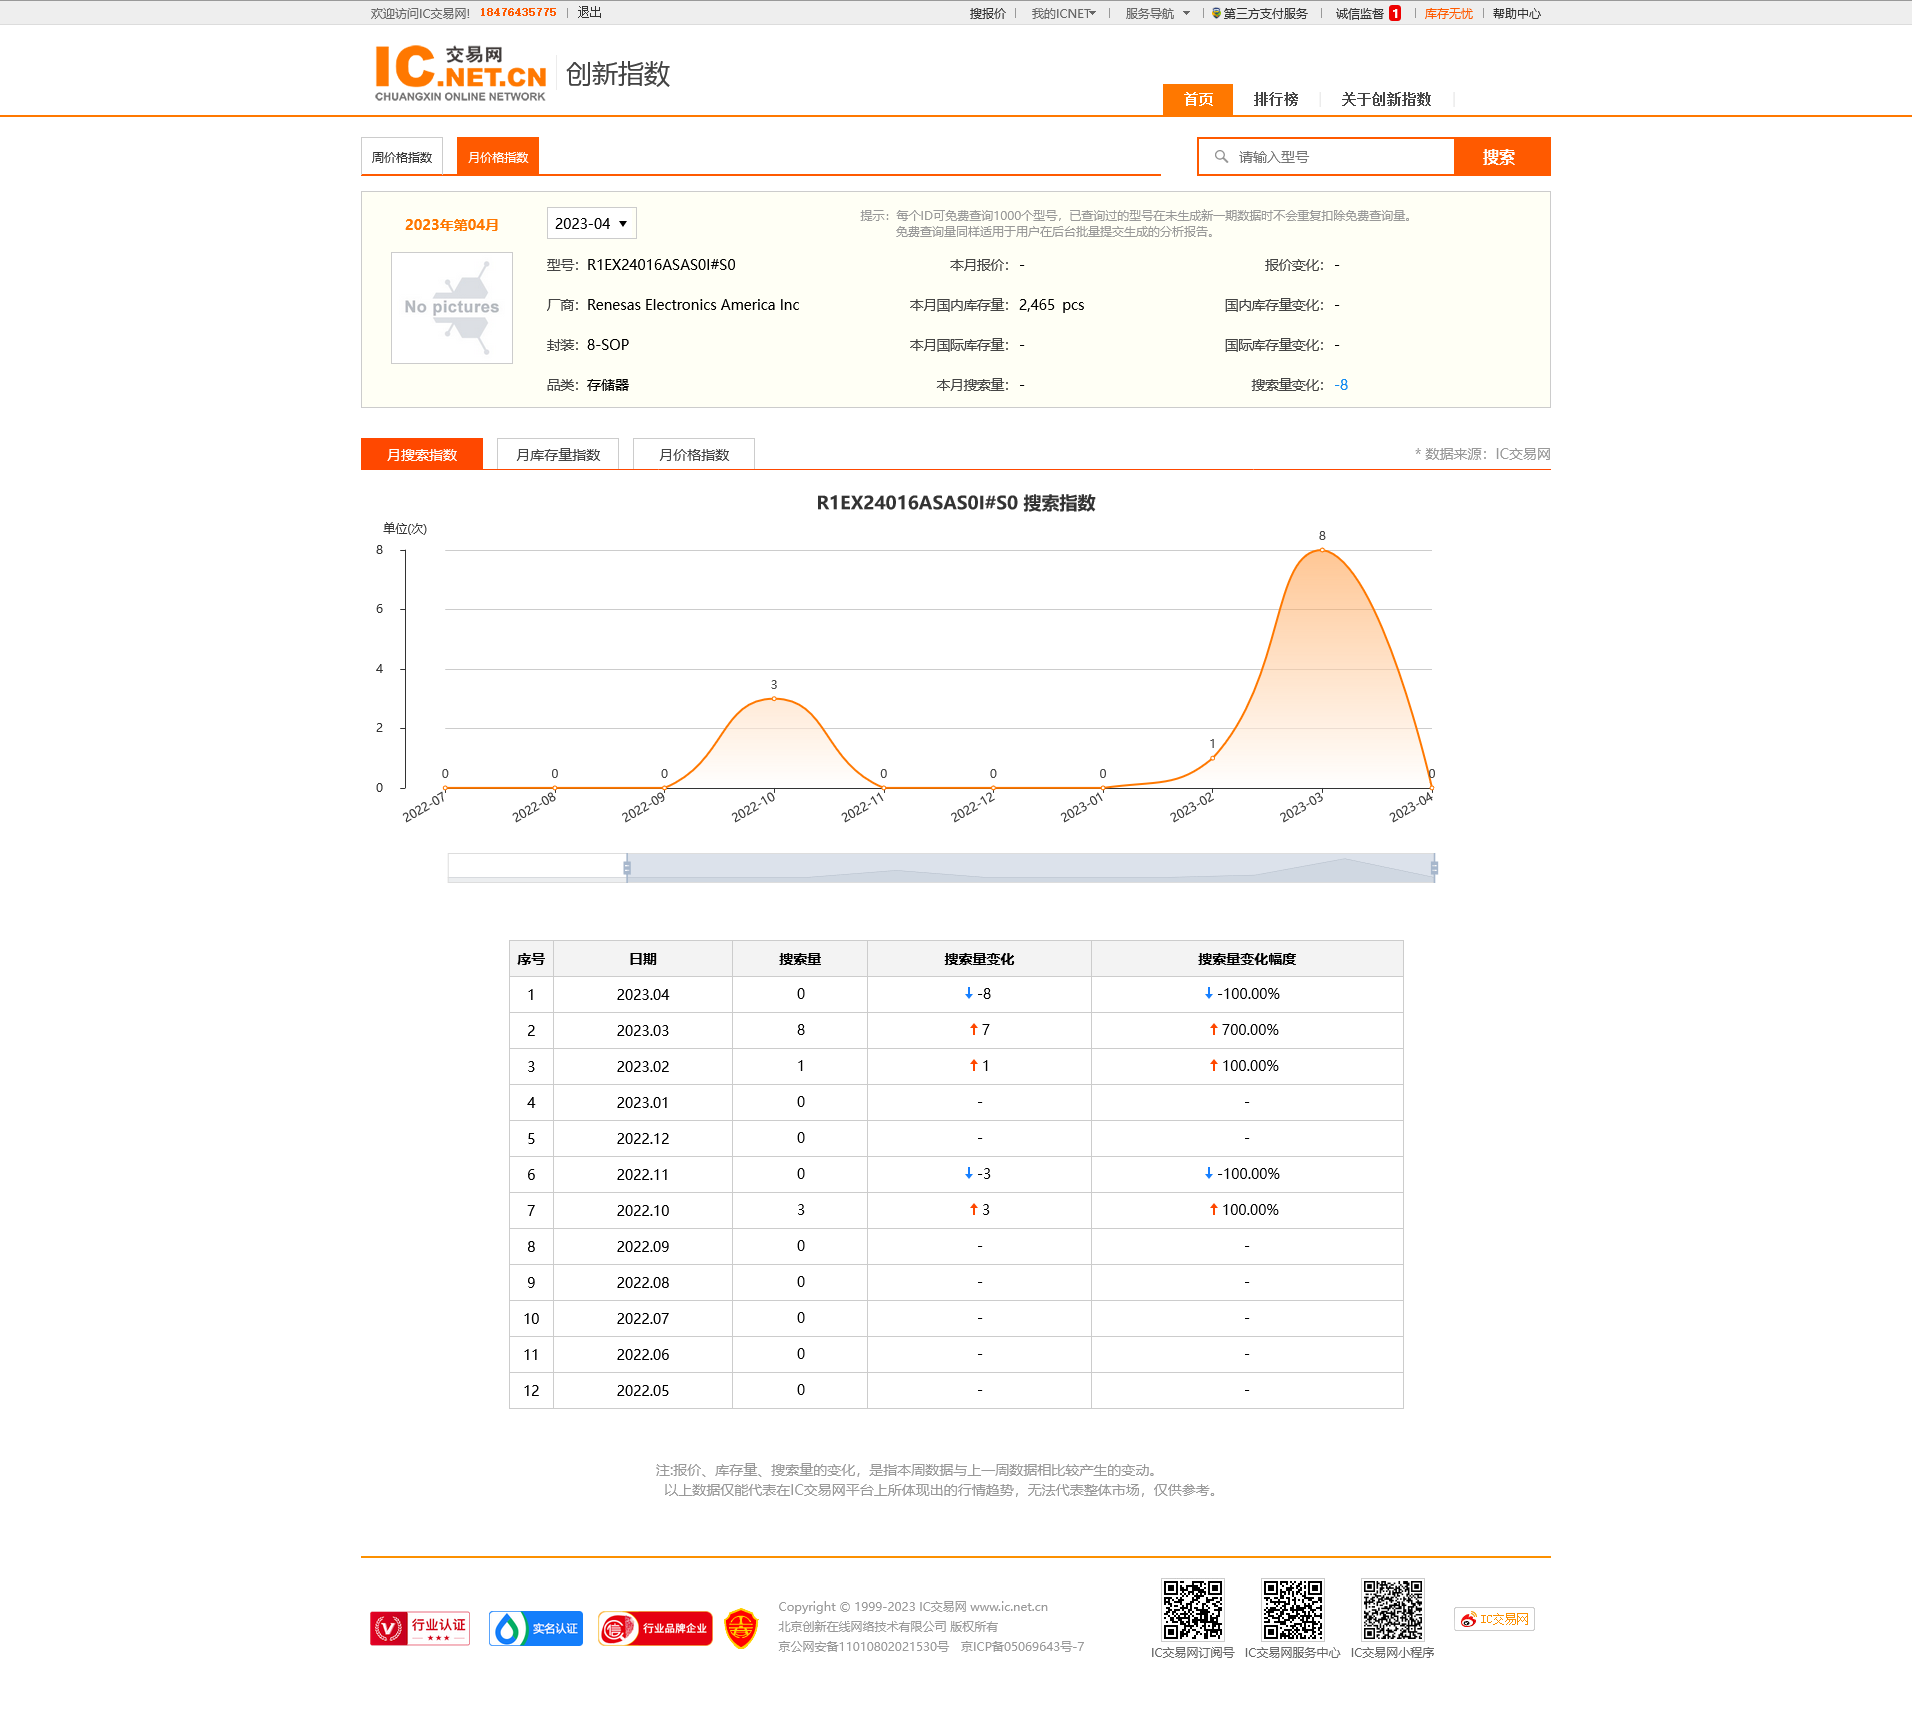 欢迎访问IC交易网! 18476435775 | 退出
搜报价 | 我的ICNET | 服务导航 | 第三方支付服务 | 诚信监督 1 | 库存无忧 | 帮助中心
IC.NET.CN 交易网 创新指数
CHUANGXIN ONLINE NETWORK
首页 排行榜 关于创新指数
周价格指数 月价格指数 请输入型号 搜索
2023年第04月 2023-04
提示：每个ID可免费查询1000个型号，已查询过的型号在未生成新一期数据时不会重复扣除免费查询量。
免费查询量同样适用于用户在后台批量提交生成的分析报告。
No pictures
型号：R1EX24016ASAS0I#S0 本月报价：- 报价变化：-
厂商：Renesas Electronics America Inc 本月国内库存量：2,465 pcs 国内库存量变化：-
封装：8-SOP 本月国际库存量：- 国际库存量变化：-
品类：存储器 本月搜索量：- 搜索量变化：-8
月搜索指数 月库存量指数 月价格指数 * 数据来源：IC交易网
R1EX24016ASAS0I#S0 搜索指数
单位(次)
8
6
4
2
0
0 0 0 3 0 0 0 1 8 0
2022-07 2022-08 2022-09 2022-10 2022-11 2022-12 2023-01 2023-02 2023-03 2023-04
序号 日期 搜索量 搜索量变化 搜索量变化幅度
1 2023.04 0 ↓ -8 ↓ -100.00%
2 2023.03 8 ↑ 7 ↑ 700.00%
3 2023.02 1 ↑ 1 ↑ 100.00%
4 2023.01 0 - -
5 2022.12 0 - -
6 2022.11 0 ↓ -3 ↓ -100.00%
7 2022.10 3 ↑ 3 ↑ 100.00%
8 2022.09 0 - -
9 2022.08 0 - -
10 2022.07 0 - -
11 2022.06 0 - -
12 2022.05 0 - -
注:报价、库存量、搜索量的变化，是指本周数据与上一周数据相比较产生的变动。
以上数据仅能代表在IC交易网平台上所体现出的行情趋势，无法代表整体市场，仅供参考。
行业认证 实名认证 行业品牌企业
Copyright © 1999-2023 IC交易网 www.ic.net.cn
北京创新在线网络技术有限公司 版权所有
京公网安备11010802021530号 京ICP备05069643号-7
IC交易网订阅号 IC交易网服务中心 IC交易网小程序
IC交易网